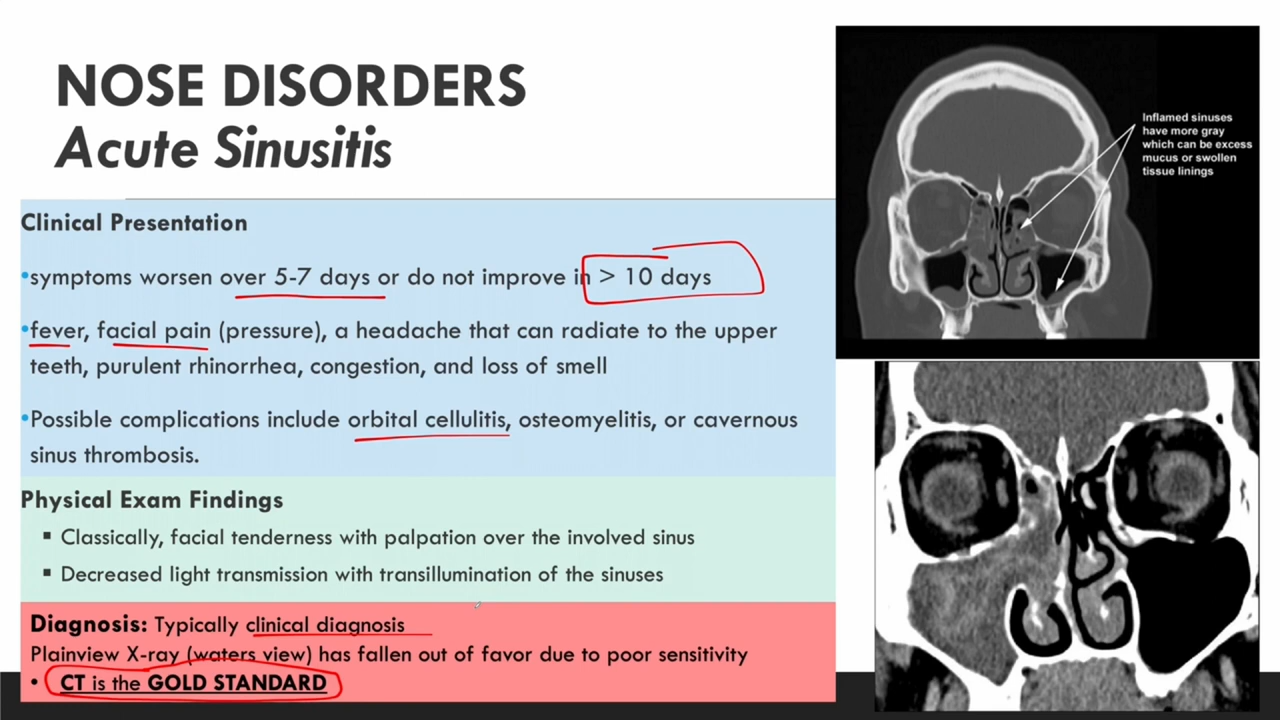 NOSE DISORDERS
Acute Sinusitis
Clinical Presentation
•symptoms worsen over 5-7 days or do not improve in > 10 days
•fever, facial pain (pressure), a headache that can radiate to the upper
teeth, purulent rhinorrhea, congestion, and loss of smell
•Possible complications include orbital cellulitis, osteomyelitis, or cavernous
sinus thrombosis.
Physical Exam Findings
▪ Classically, facial tenderness with palpation over the involved sinus
▪ Decreased light transmission with transillumination of the sinuses
Diagnosis: Typically clinical diagnosis
Plainview X-ray (waters view) has fallen out of favor due to poor sensitivity
• CT is the GOLD STANDARD
Inflamed sinuses
have more gray
which can be excess
mucus or swollen
tissue linings